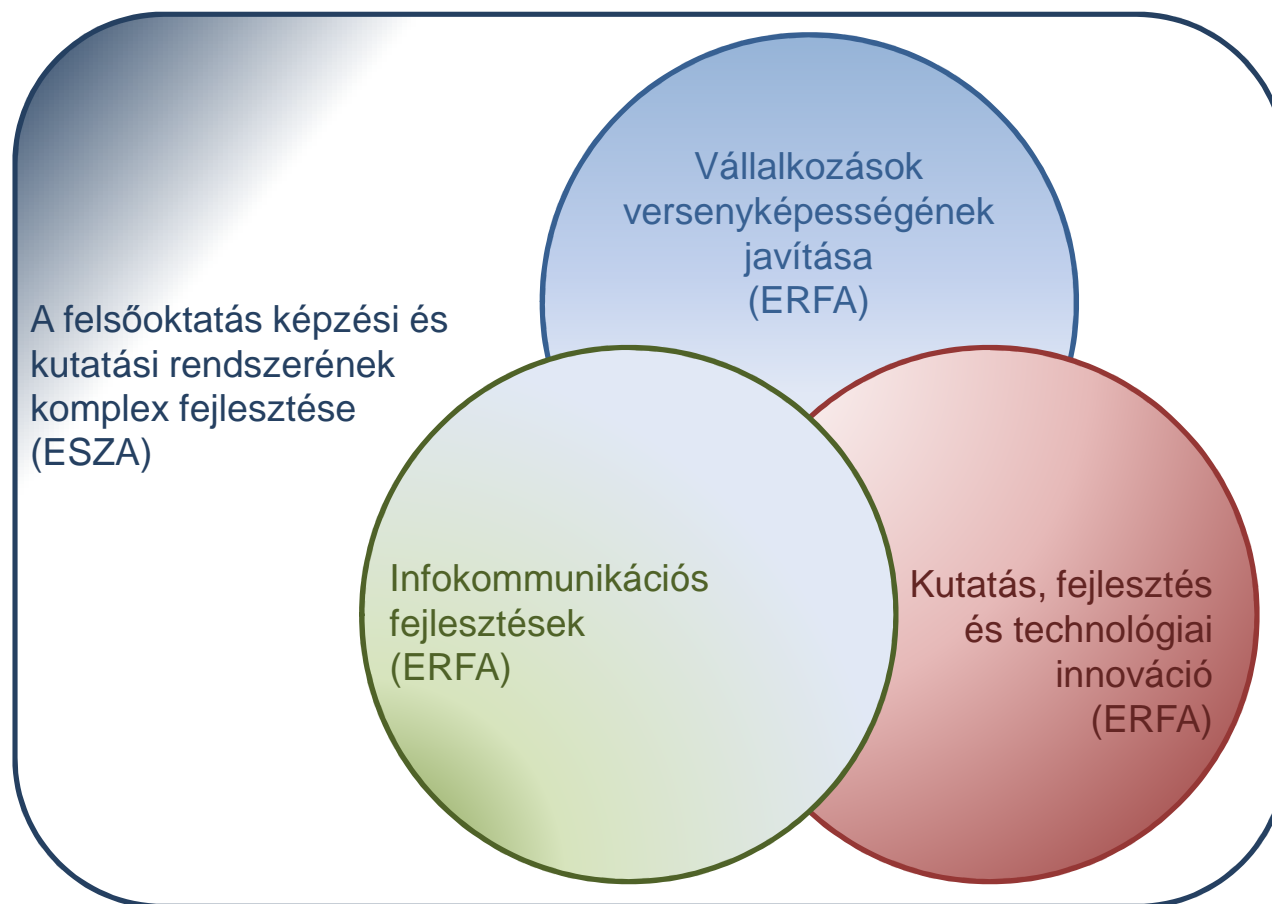 Vállalkozások
versenyképességének
javítása
(ERFA)
A felsőoktatás képzési és
kutatási rendszerének
komplex fejlesztése
(ESZA)
Infokommunikációs
fejlesztések
(ERFA)
Kutatás, fejlesztés
és technológiai
innováció
(ERFA)